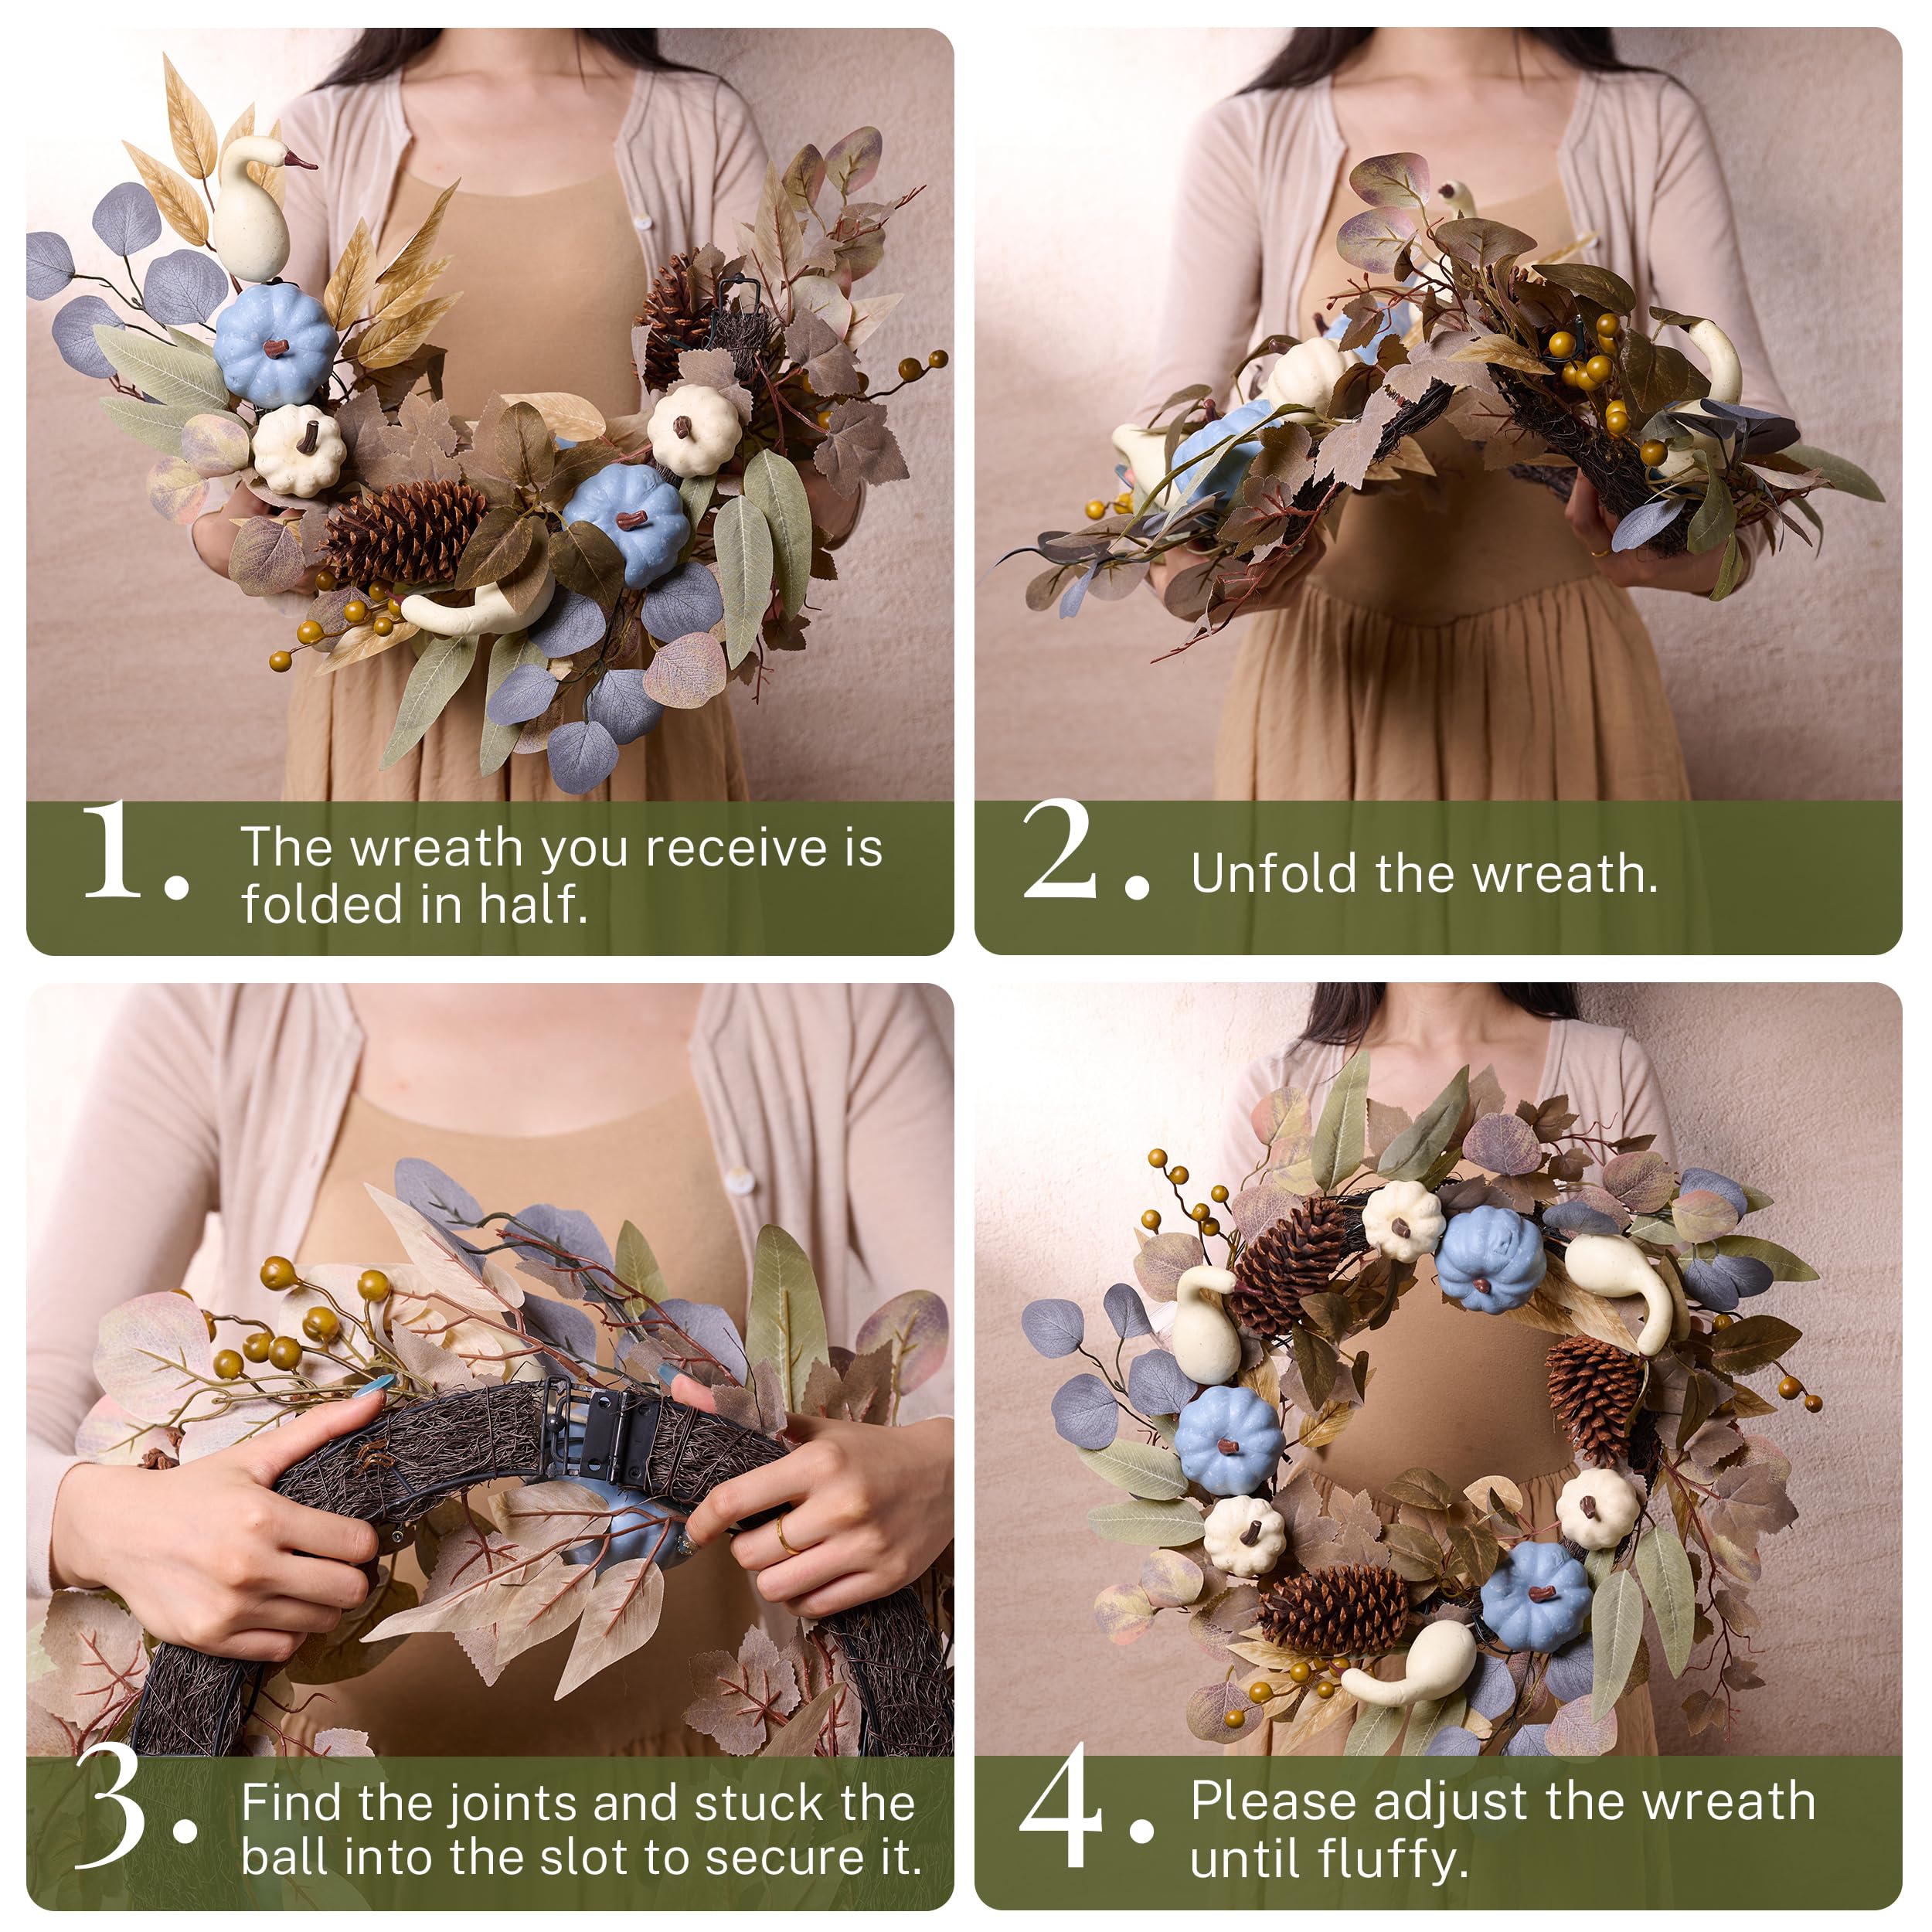 1. The wreath you receive is
folded in half.
2. Unfold the wreath.
3. Find the joints and stuck the
ball into the slot to secure it.
4. Please adjust the wreath
until fluffy.